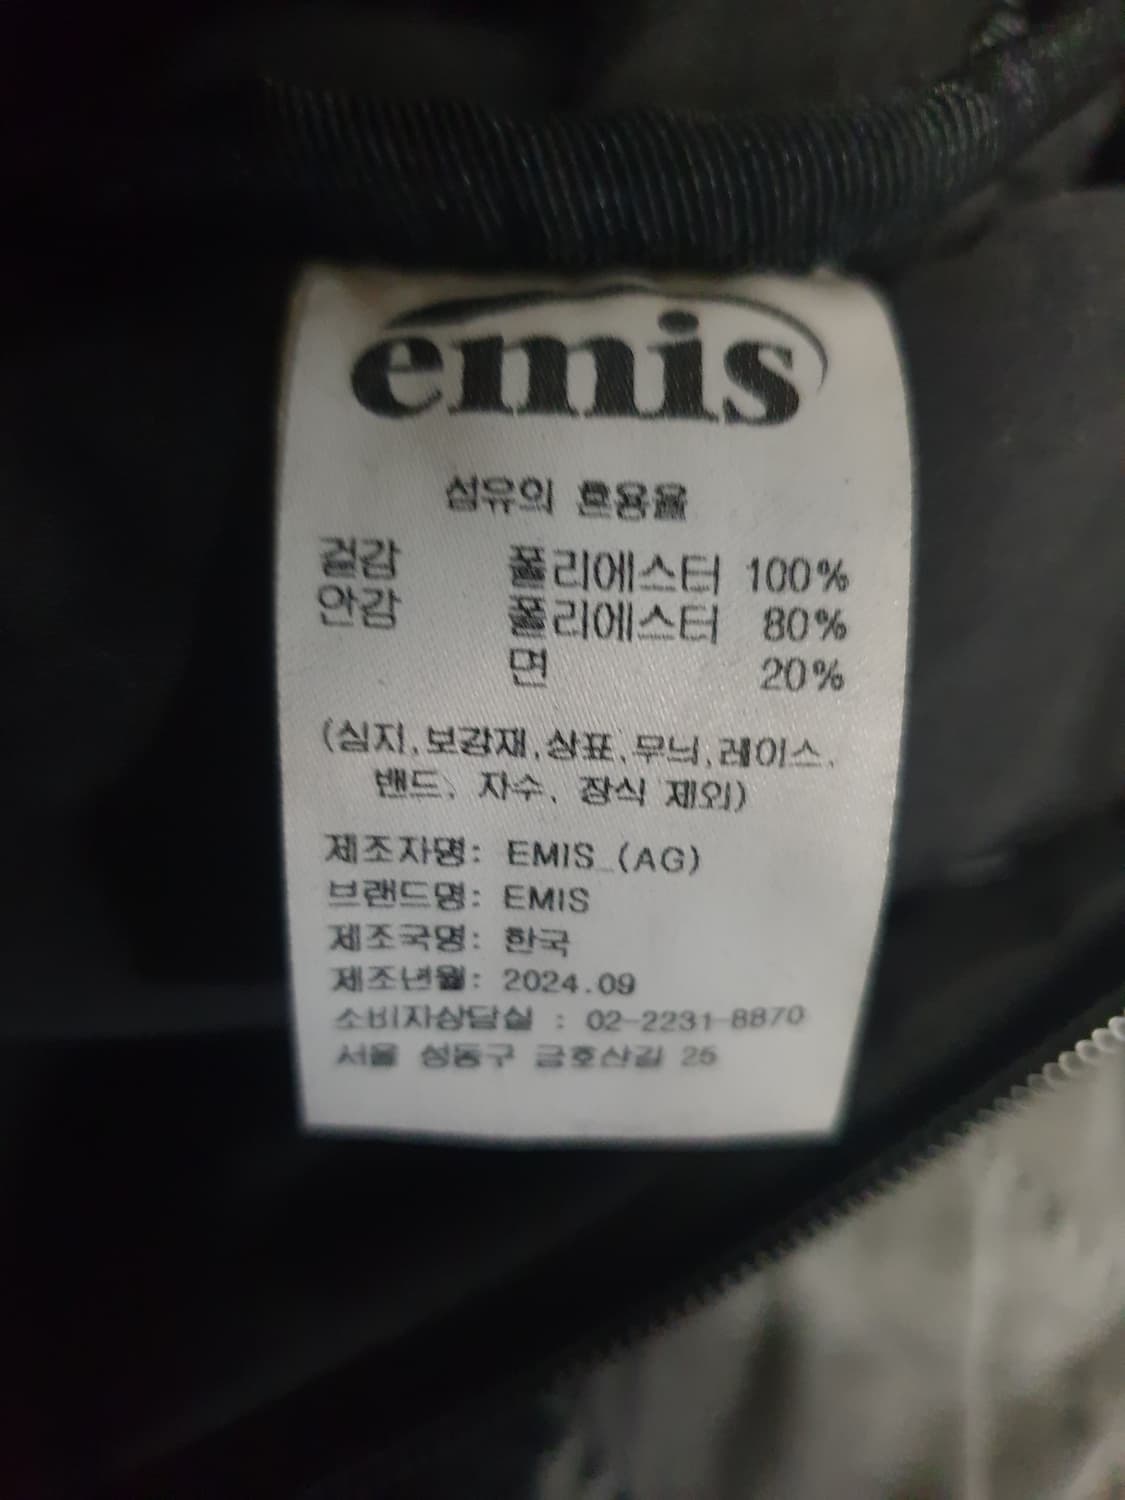 emis
섬유의 혼용율
겉감 폴리에스터 100%
안감 폴리에스터 80%
면 20%
(심지,보강재,상표,무늬,레이스,
밴드, 자수, 장식 제외)
제조자명: EMIS_(AG)
브랜드명: EMIS
제조국명: 한국
제조년월: 2024.09
소비자상담실 : 02-2231-8870
서울 성동구 금호산길 25